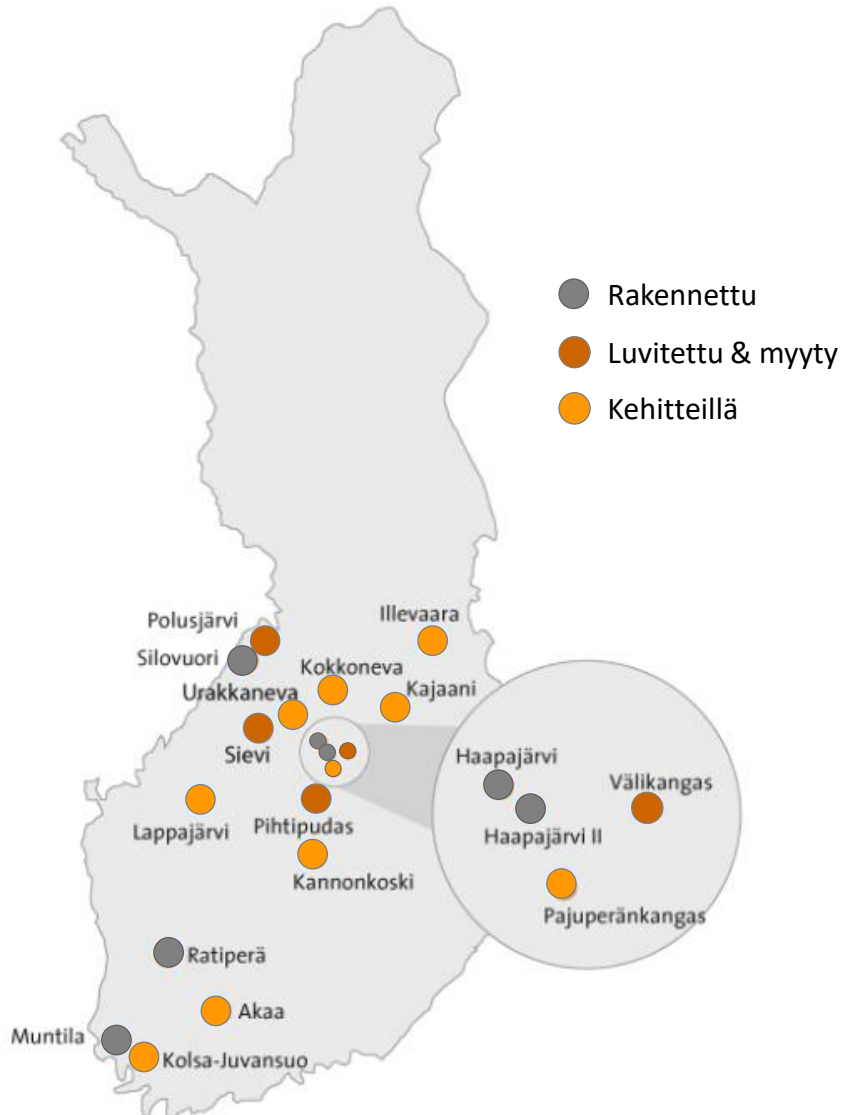 Rakennettu
Luvitettu & myyty
Kehitteillä
Polusjärvi
Illevaara
Silovuori
Kokkoneva
Urakkaneva
Kajaani
Sievi
Haapajärvi
Välikangas
Lappajärvi
Pihtipudas
Haapajärvi II
Kannonkoski
Pajuperänkangas
Ratiperä
Akaa
Muntila
Kolsa-Juvansuo